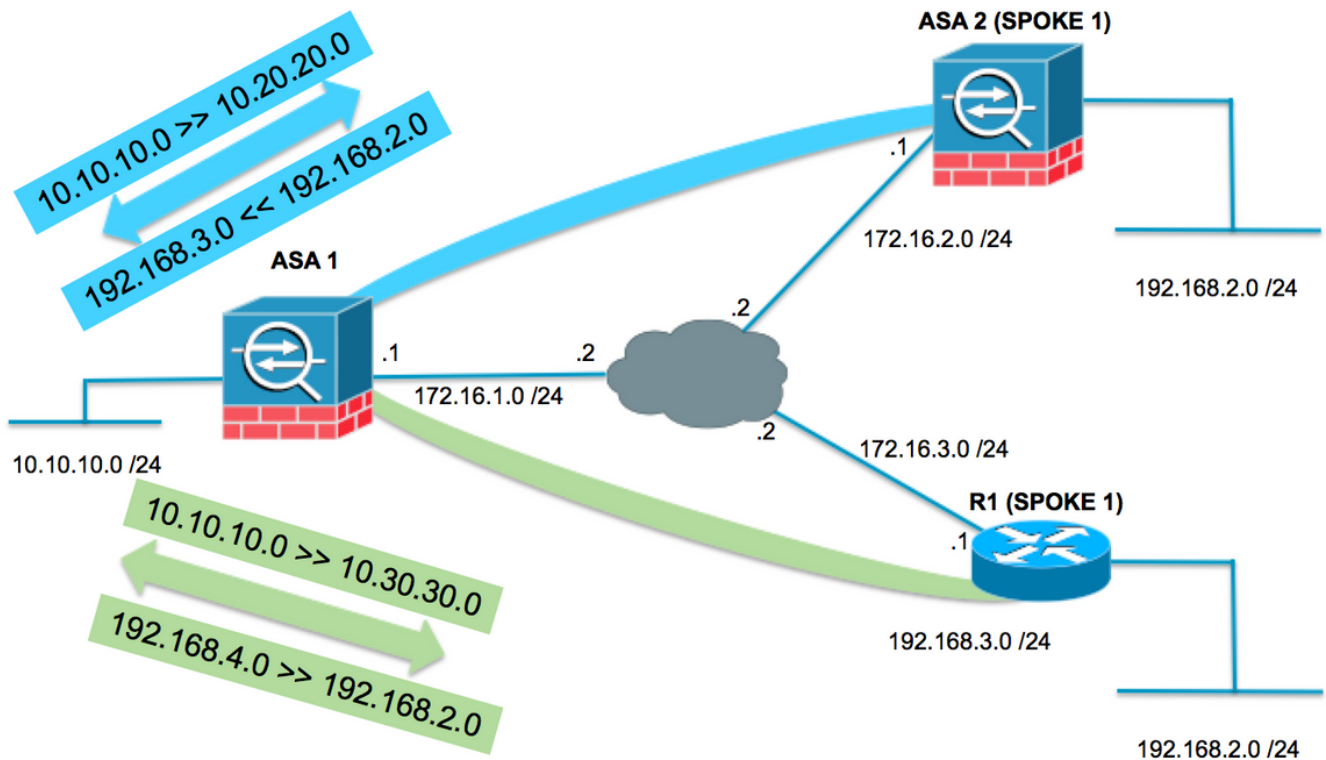 ASA 2 (SPOKE 1)
10.10.10.0 >> 10.20.20.0
192.168.3.0 << 192.168.2.0
.1
172.16.2.0 /24
ASA 1
192.168.2.0 /24
.2
.1
.2
172.16.1.0 /24
.2
172.16.3.0 /24
10.10.10.0 /24
R1 (SPOKE 1)
10.10.10.0 >> 10.30.30.0
.1
192.168.4.0 >> 192.168.2.0
192.168.3.0 /24
192.168.2.0 /24